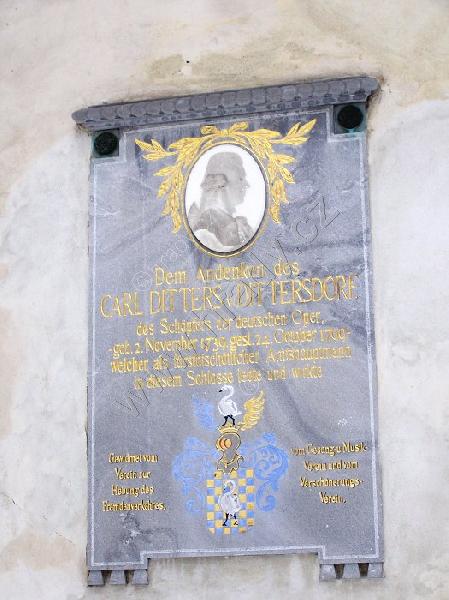 Dem Andenken des
CARL DITTERS v. DITTERSDORF
des Schöpfers der deutschen Oper,
geb. 2. November 1739, gest. 24. October 1799
welcher als fürstbischöflicher Amtshauptmann
in diesem Schlosse lebte und wirkte
Gewidmet vom
Verein zur
Hebung des
Fremdenverkehres,
vom Gesang u. Musik-
Verein und vom
Verschönerungs-
Verein.